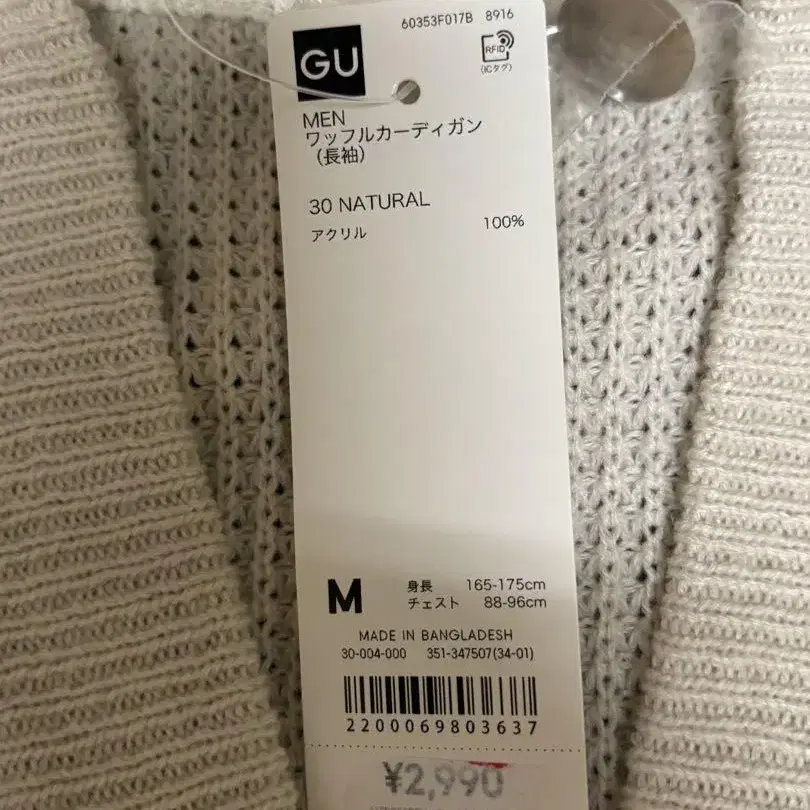 60353F017B 8916
GU
RFID
(ICタグ)
MEN
ワッフルカーディガン
（長袖）
30 NATURAL
アクリル 100%
M 身長 165-175cm
チェスト 88-96cm
MADE IN BANGLADESH
30-004-000 351-347507(34-01)
2200069803637
¥2,990